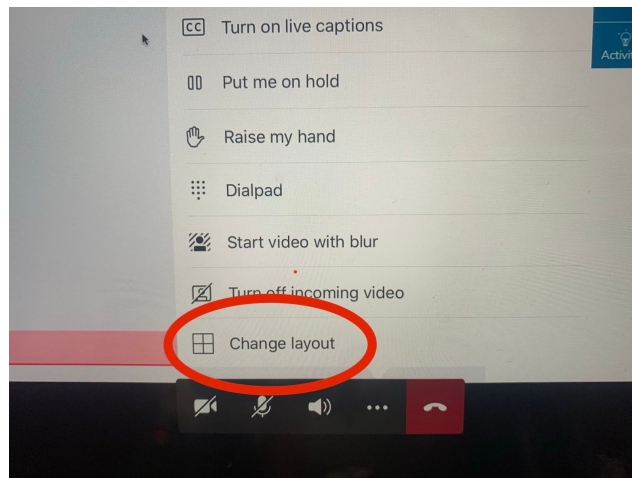 CC Turn on live captions
Activi
Put me on hold
Raise my hand
Dialpad
Start video with blur
Turn off incoming video
Change layout